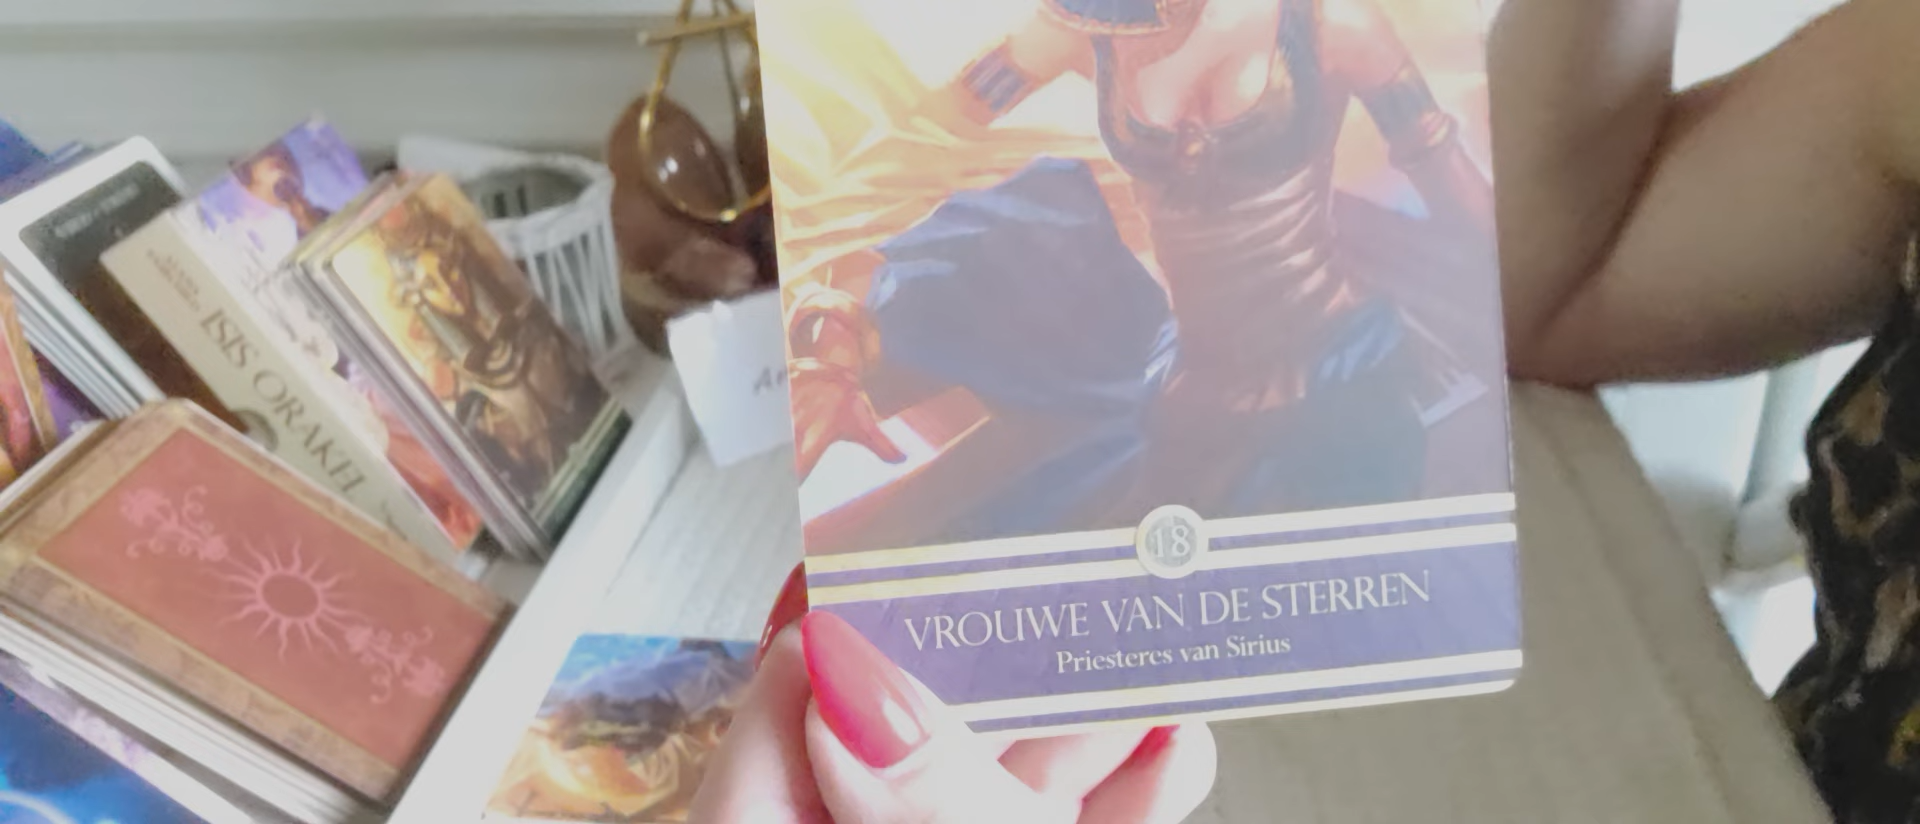 ISIS ORAKEL
18
VROUWE VAN DE STERREN
Priesteres van Sirius